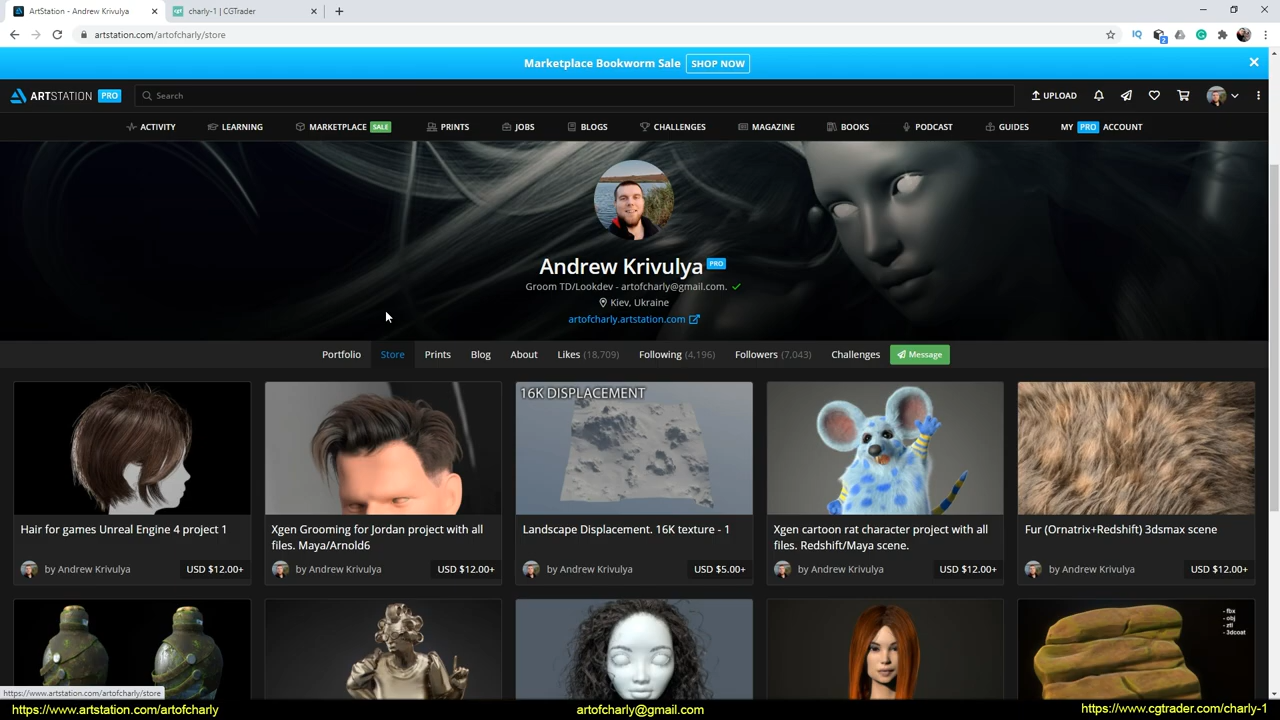 ArtStation - Andrew Krivulya
charly-1 | CGTrader
artstation.com/artofcharly/store
Marketplace Bookworm Sale SHOP NOW
ARTSTATION PRO
Search
UPLOAD
ACTIVITY LEARNING MARKETPLACE SALE PRINTS JOBS BLOGS CHALLENGES MAGAZINE BOOKS PODCAST GUIDES MY PRO ACCOUNT
Andrew Krivulya PRO
Groom TD/Lookdev - artofcharly@gmail.com.
Kiev, Ukraine
artofcharly.artstation.com
Portfolio Store Prints Blog About Likes (18,709) Following (4,196) Followers (7,043) Challenges Message
16K DISPLACEMENT
Hair for games Unreal Engine 4 project 1
by Andrew Krivulya USD $12.00+
Xgen Grooming for Jordan project with all
files. Maya/Arnold6
by Andrew Krivulya USD $12.00+
Landscape Displacement. 16K texture - 1
by Andrew Krivulya USD $5.00+
Xgen cartoon rat character project with all
files. Redshift/Maya scene.
by Andrew Krivulya USD $12.00+
Fur (Ornatrix+Redshift) 3dsmax scene
by Andrew Krivulya USD $12.00+
- fbx
- obj
- ztl
- 3dcoat
https://www.artstation.com/artofcharly/store
https://www.artstation.com/artofcharly
artofcharly@gmail.com
https://www.cgtrader.com/charly-1